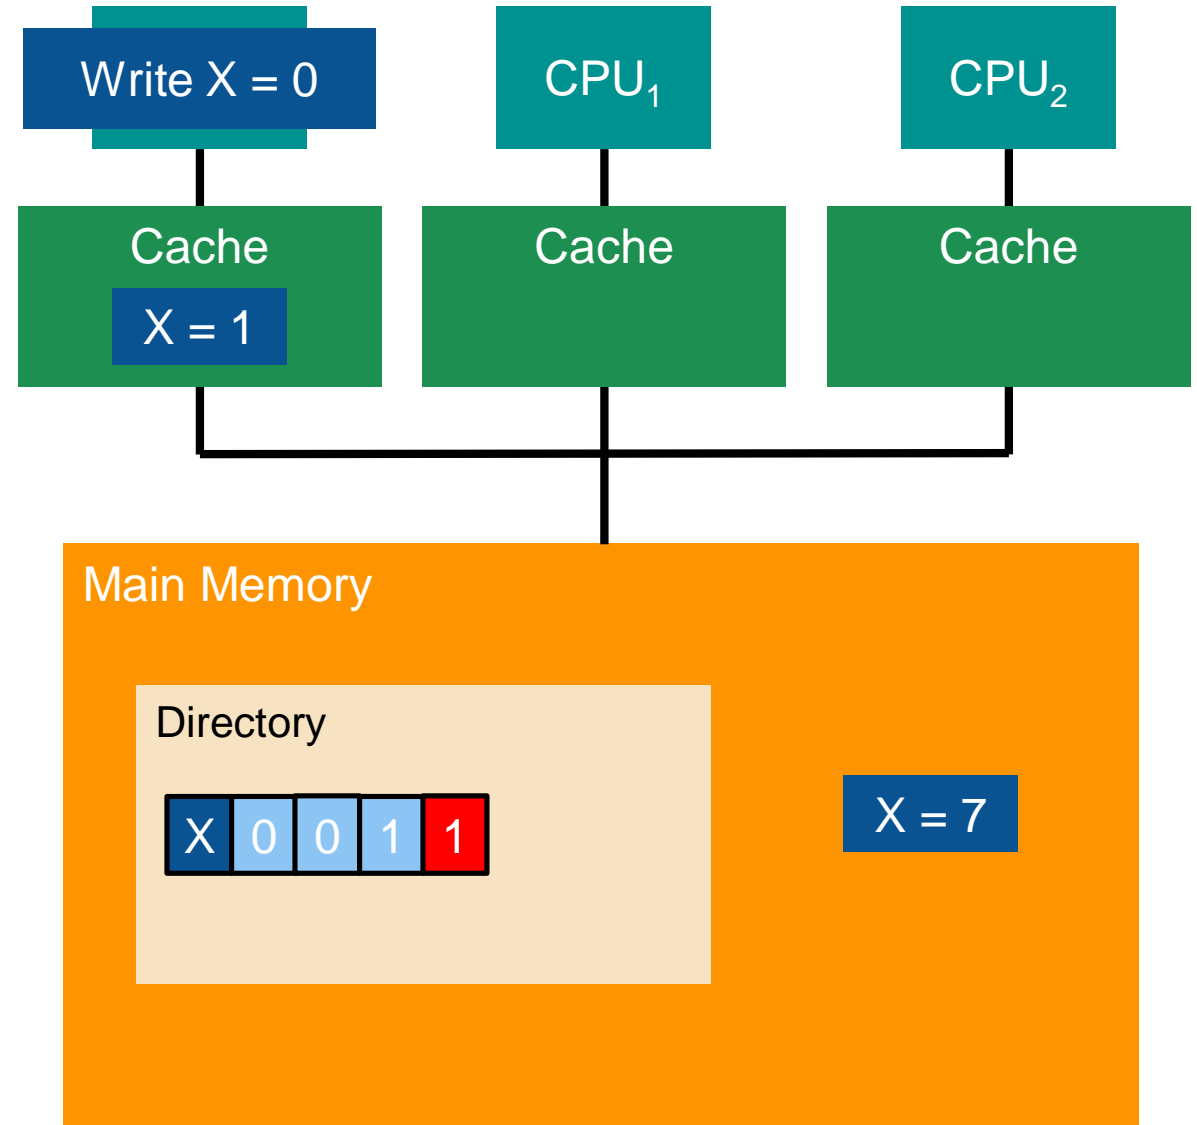 Write X = 0
CPU₁
CPU₂
Cache
Cache
Cache
X = 1
Main Memory
Directory
X 0 0 1 1
X = 7